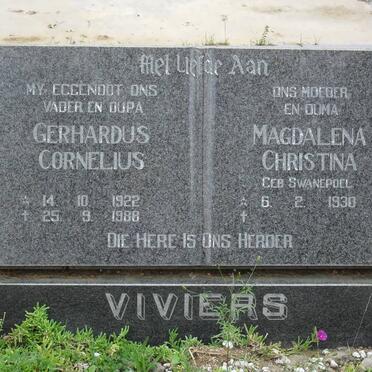 Met Liefde Aan
MY EGGENOOT ONS
VADER EN OUPA
GERHARDUS
CORNELIUS
☆ 14. 10. 1922
† 25. 9. 1988
ONS MOEDER
EN OUMA
MAGDALENA
CHRISTINA
GEB SWANEPOEL
☆ 6. 2. 1930
†
DIE HERE IS ONS HERDER
VIVIERS